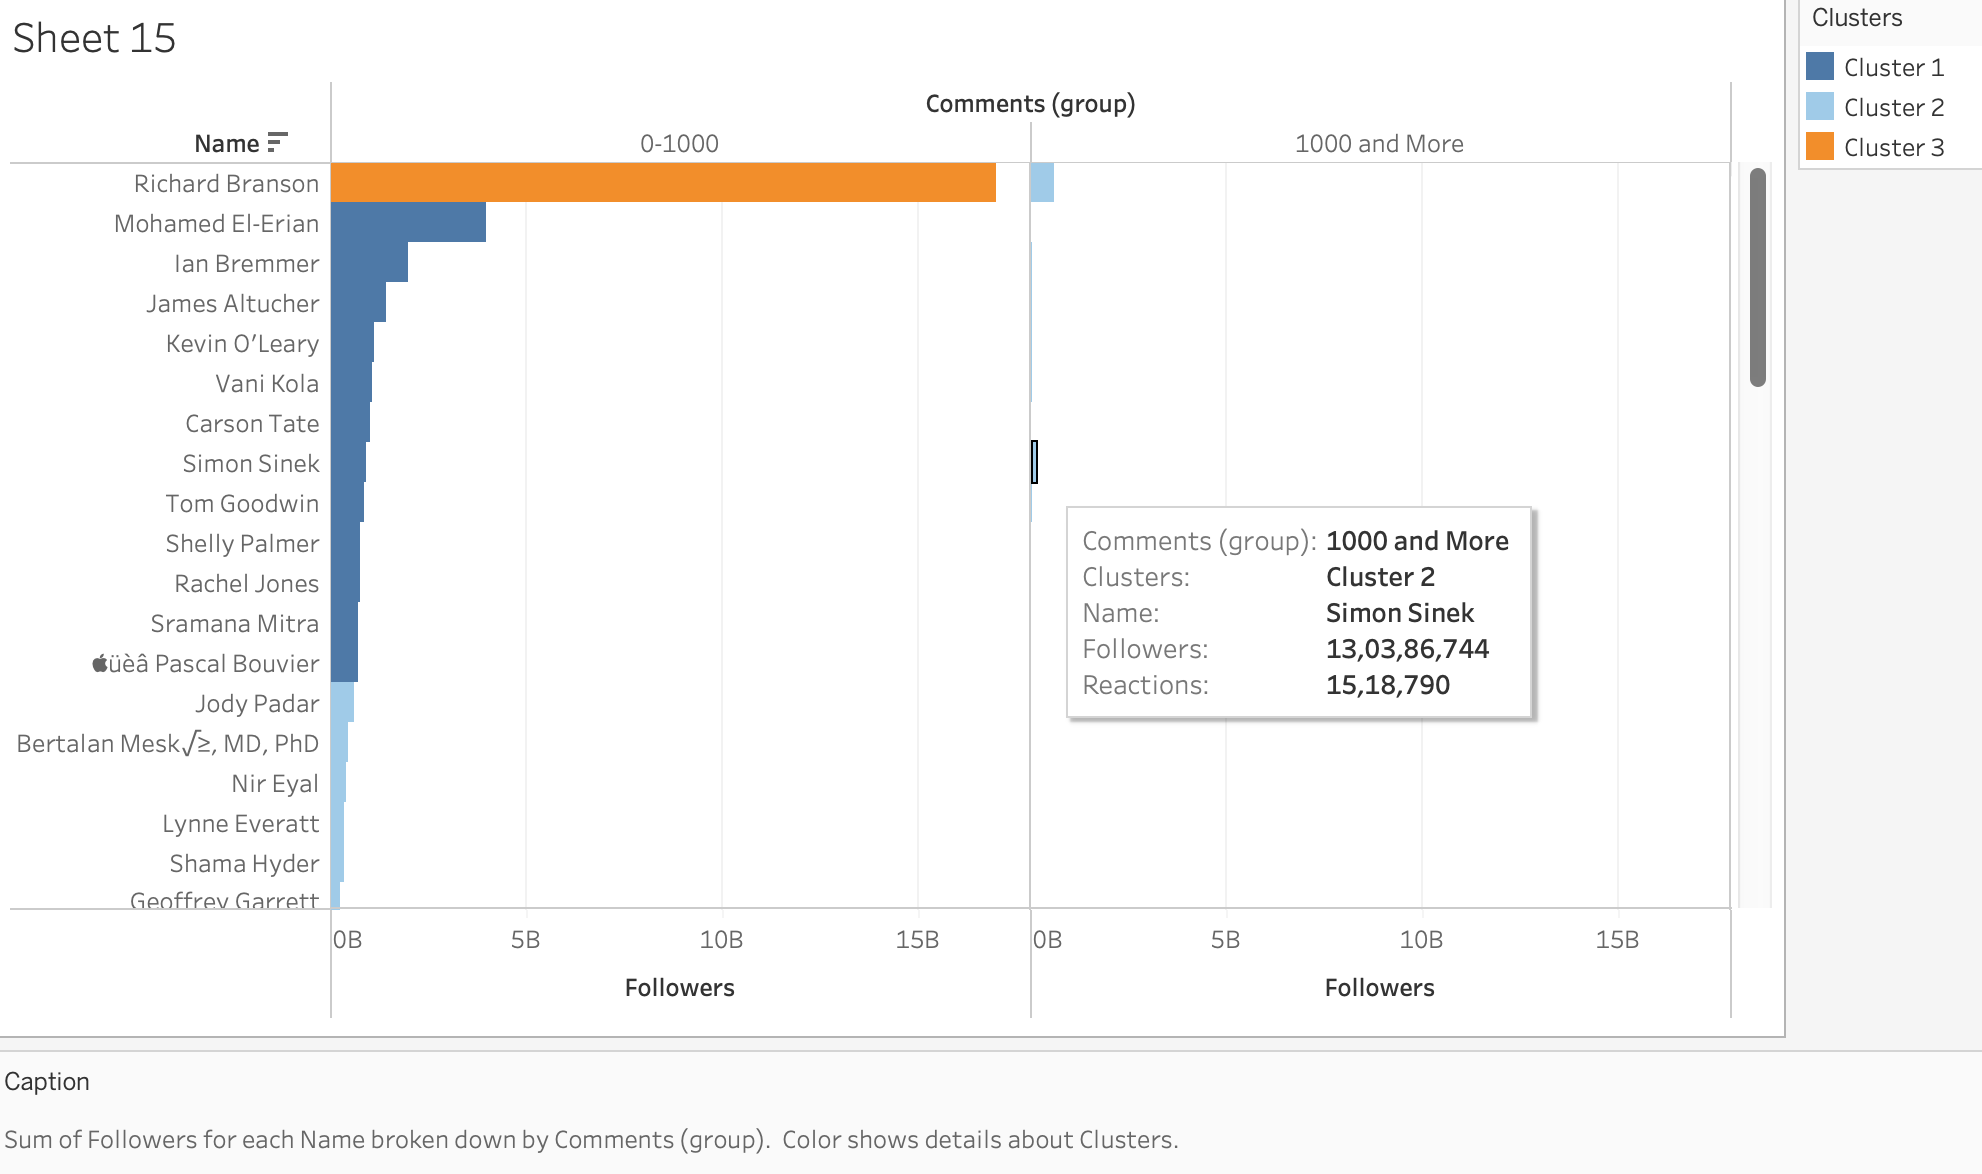 Sheet 15
Clusters
Cluster 1
Cluster 2
Cluster 3
Comments (group)
Name
0-1000
1000 and More
Richard Branson
Mohamed El-Erian
Ian Bremmer
James Altucher
Kevin O’Leary
Vani Kola
Carson Tate
Simon Sinek
Tom Goodwin
Shelly Palmer
Rachel Jones
Sramana Mitra
üèâ Pascal Bouvier
Jody Padar
Bertalan Mesk√≥, MD, PhD
Nir Eyal
Lynne Everatt
Shama Hyder
Geoffrey Garrett
Comments (group): 1000 and More
Clusters: Cluster 2
Name: Simon Sinek
Followers: 13,03,86,744
Reactions: 15,18,790
0B 5B 10B 15B 0B 5B 10B 15B
Followers Followers
Caption
Sum of Followers for each Name broken down by Comments (group).  Color shows details about Clusters.